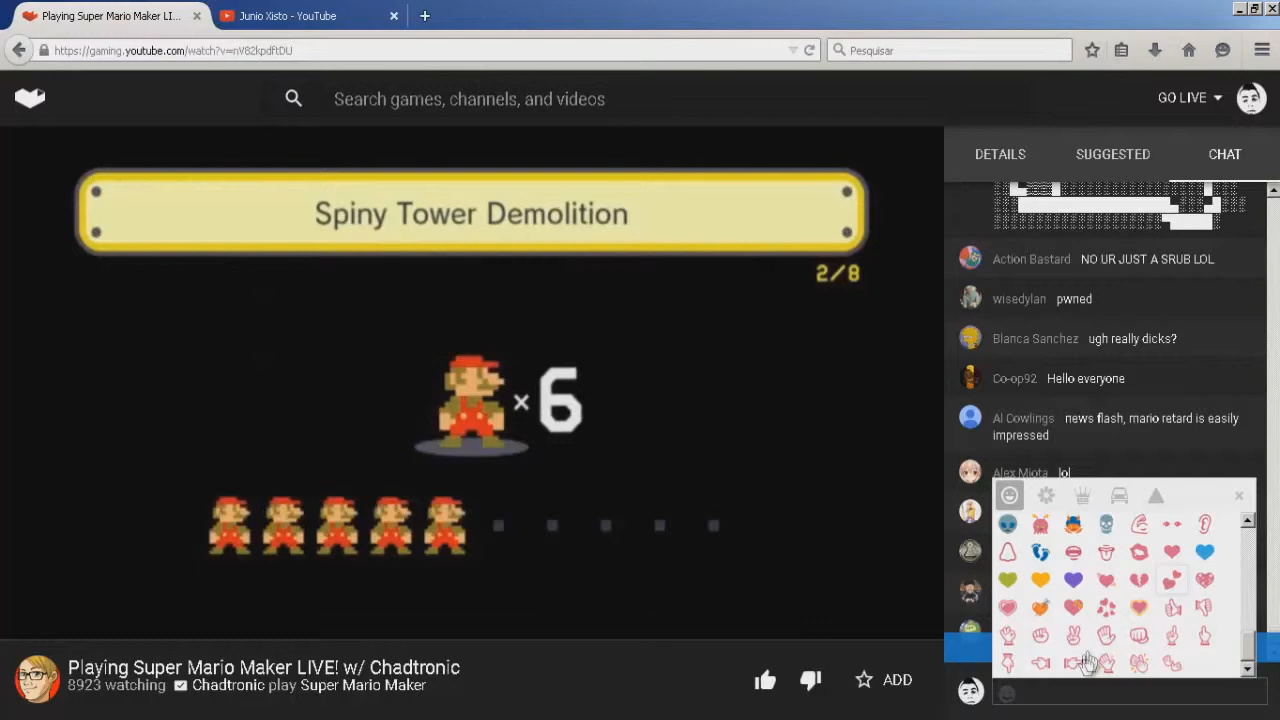 Playing Super Mario Maker LI...
Junio Xisto - YouTube
https://gaming.youtube.com/watch?v=nV82kpdftDU
Pesquisar
Search games, channels, and videos
GO LIVE
DETAILS SUGGESTED CHAT
Spiny Tower Demolition
2/8
× 6
Action Bastard NO UR JUST A SRUB LOL
wisedylan pwned
Blanca Sanchez ugh really dicks?
Co-op92 Hello everyone
Al Cowlings news flash, mario retard is easily
impressed
Alex Miota lol
Playing Super Mario Maker LIVE! w/ Chadtronic
8923 watching Chadtronic play Super Mario Maker
ADD